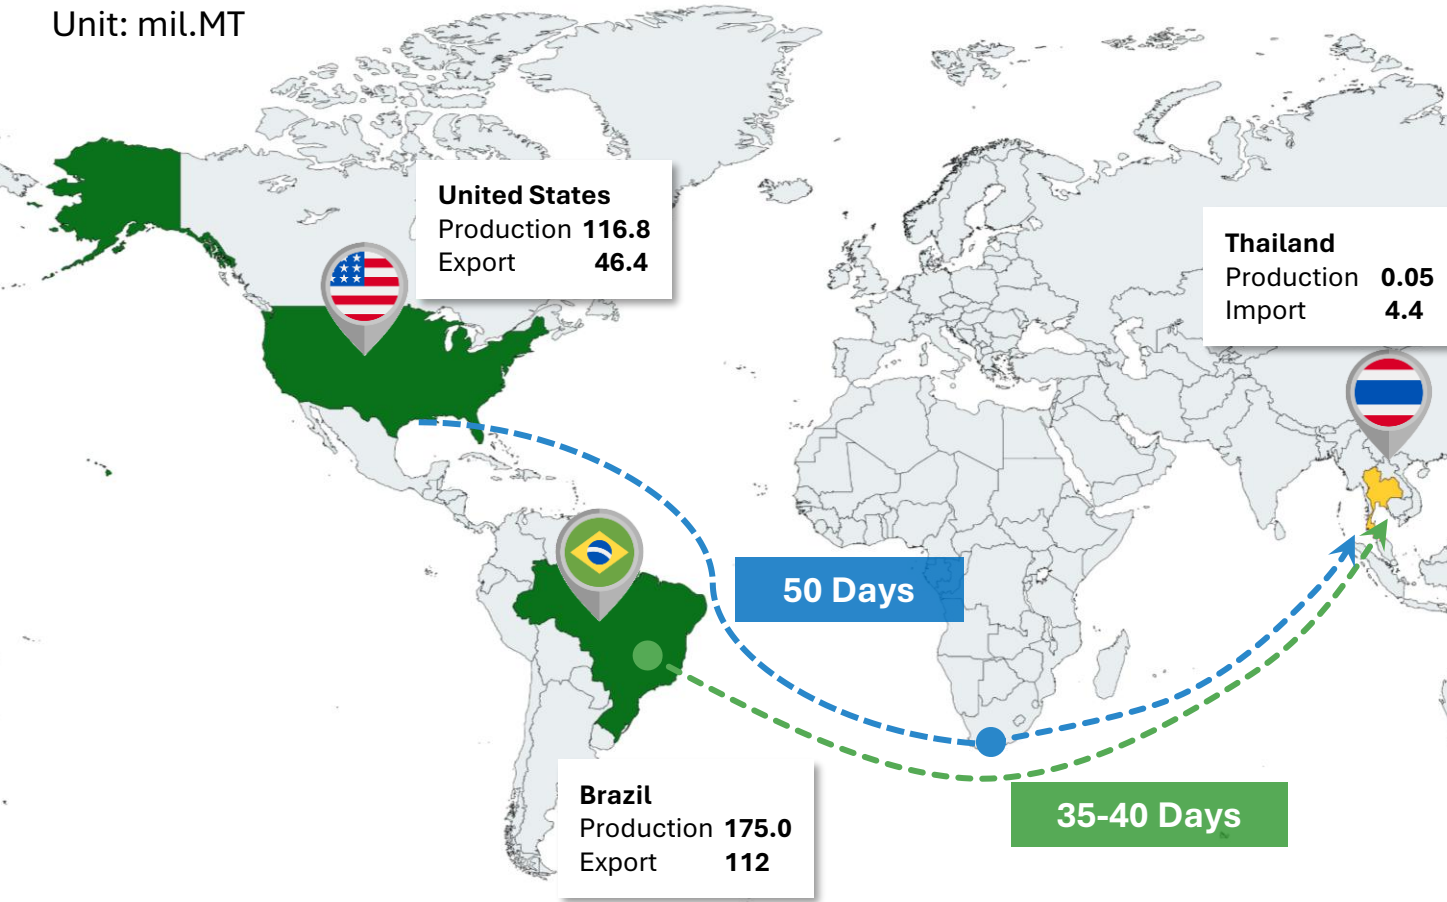 Unit: mil.MT
United States
Production 116.8
Export 46.4
Thailand
Production 0.05
Import 4.4
50 Days
35-40 Days
Brazil
Production 175.0
Export 112